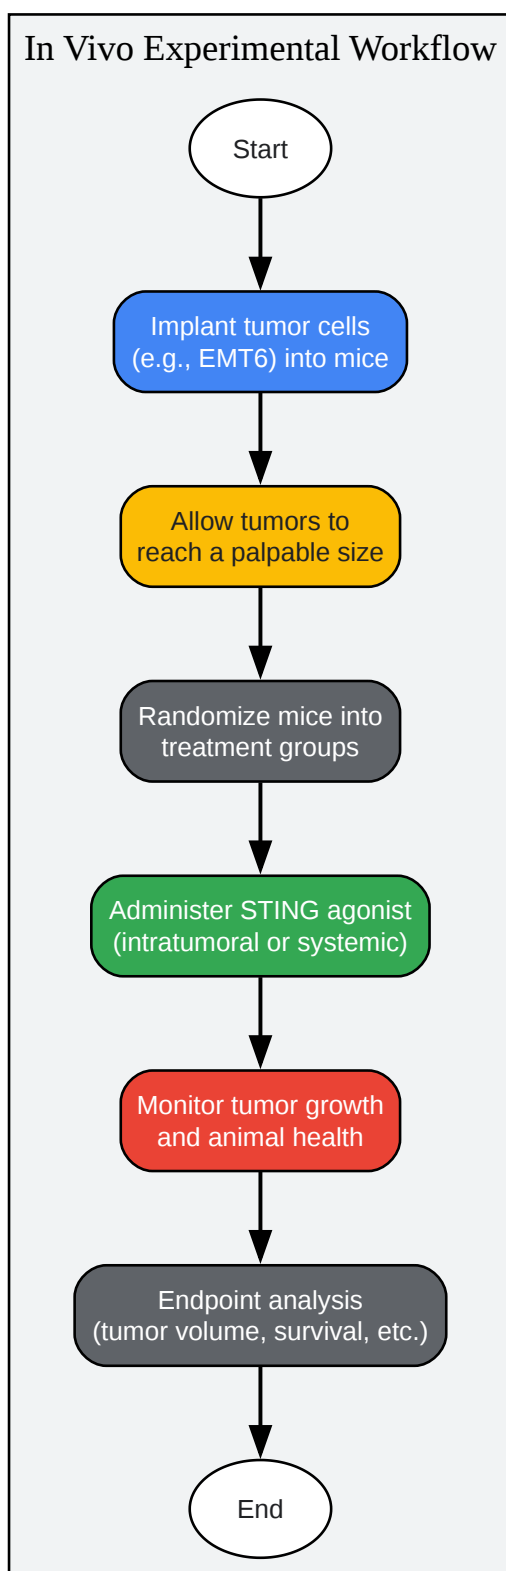 In Vivo Experimental Workflow
Start
Implant tumor cells
(e.g., EMT6) into mice
Allow tumors to
reach a palpable size
Randomize mice into
treatment groups
Administer STING agonist
(intratumoral or systemic)
Monitor tumor growth
and animal health
Endpoint analysis
(tumor volume, survival, etc.)
End